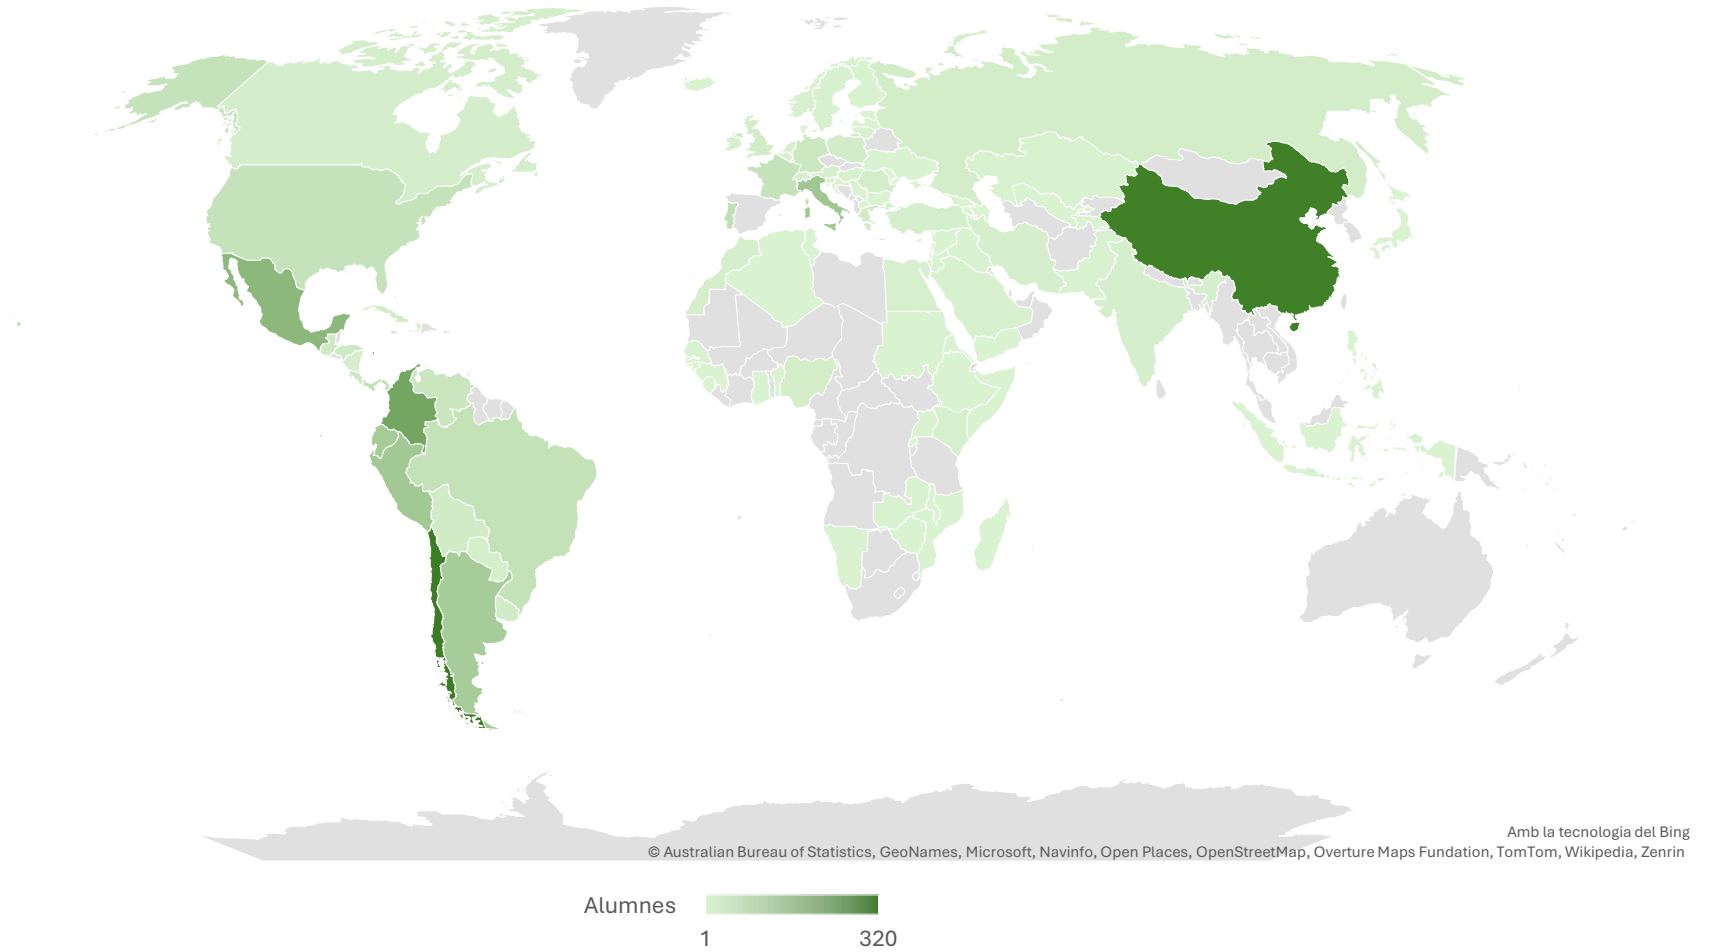 Amb la tecnologia del Bing
© Australian Bureau of Statistics, GeoNames, Microsoft, Navinfo, Open Places, OpenStreetMap, Overture Maps Fundation, TomTom, Wikipedia, Zenrin
Alumnes
1 320